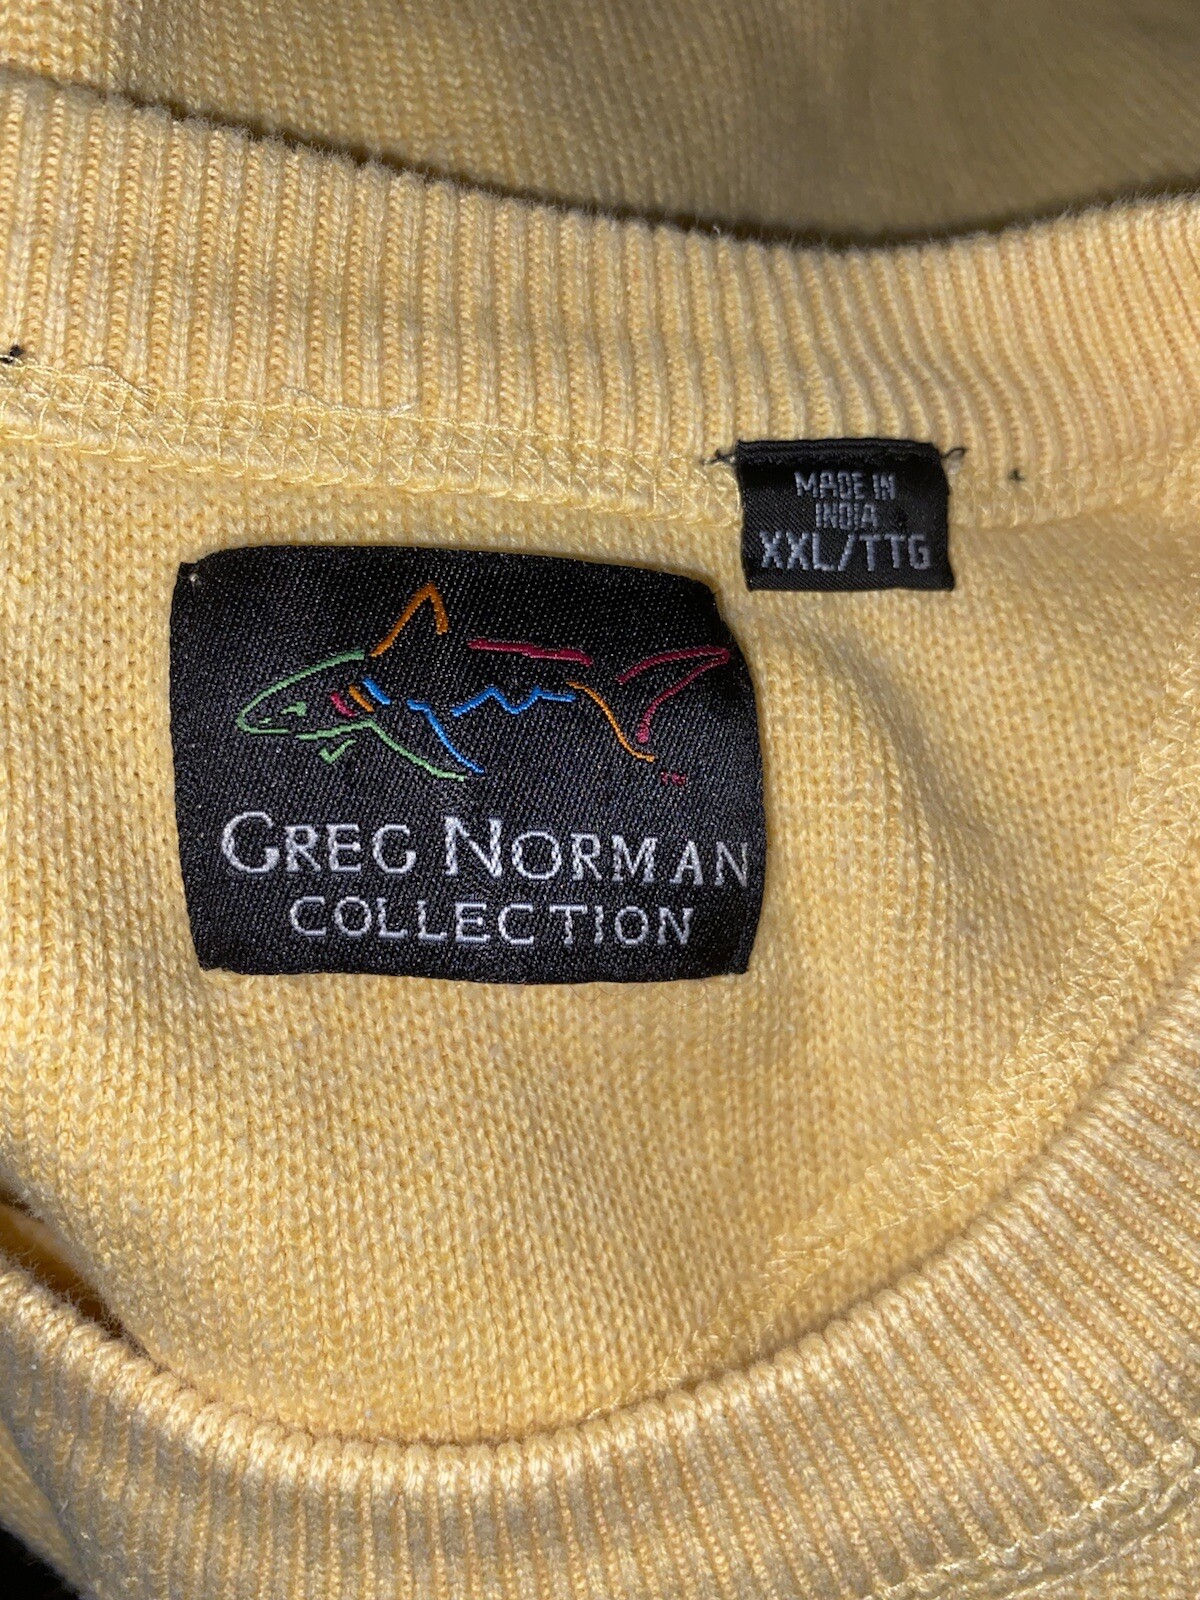 MADE IN
INDIA
XXL/TTG
GREG NORMAN
COLLECTION